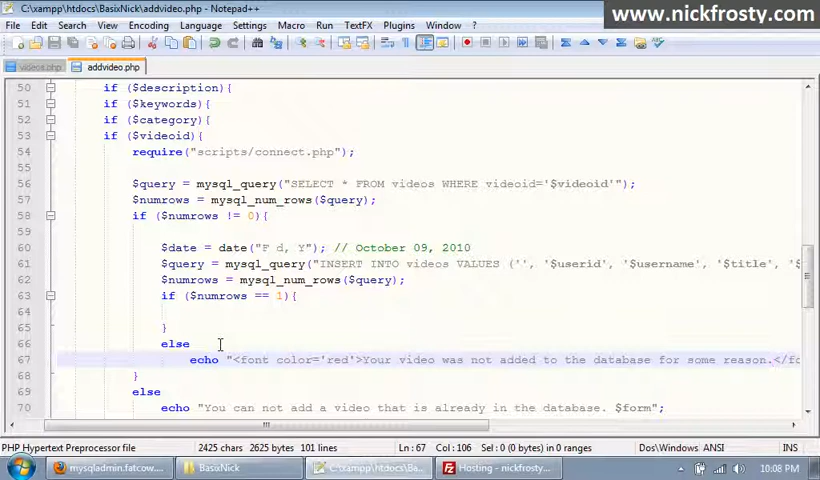 C:\xampp\htdocs\BasixNick\addvideo.php - Notepad++
www.nickfrosty.com
File Edit Search View Encoding Language Settings Macro Run TextFX Plugins Window ?
videos.php addvideo.php
50 if ($description){
51 if ($keywords){
52 if ($category){
53 if ($videoid){
54 require("scripts/connect.php");
55
56 $query = mysql_query("SELECT * FROM videos WHERE videoid='$videoid'");
57 $numrows = mysql_num_rows($query);
58 if ($numrows != 0){
59
60 $date = date("F d, Y"); // October 09, 2010
61 $query = mysql_query("INSERT INTO videos VALUES ('', '$userid, '$username, '$title, '$
62 $numrows = mysql_num_rows($query);
63 if ($numrows == 1){
64
65 }
66 else
67 echo "<font color='red'>Your video was not added to the database for some reason.</fo
68 }
69 else
70 echo "You can not add a video that is already in the database. $form";
PHP Hypertext Preprocessor file 2425 chars 2625 bytes 101 lines Ln : 67 Col : 106 Sel : 0 (0 bytes) in 0 ranges Dos\Windows ANSI INS
mysqladmin.fatcow.... BasixNick C:\xampp\htdocs\Ba... Hosting - nickfrosty.... 10:08 PM